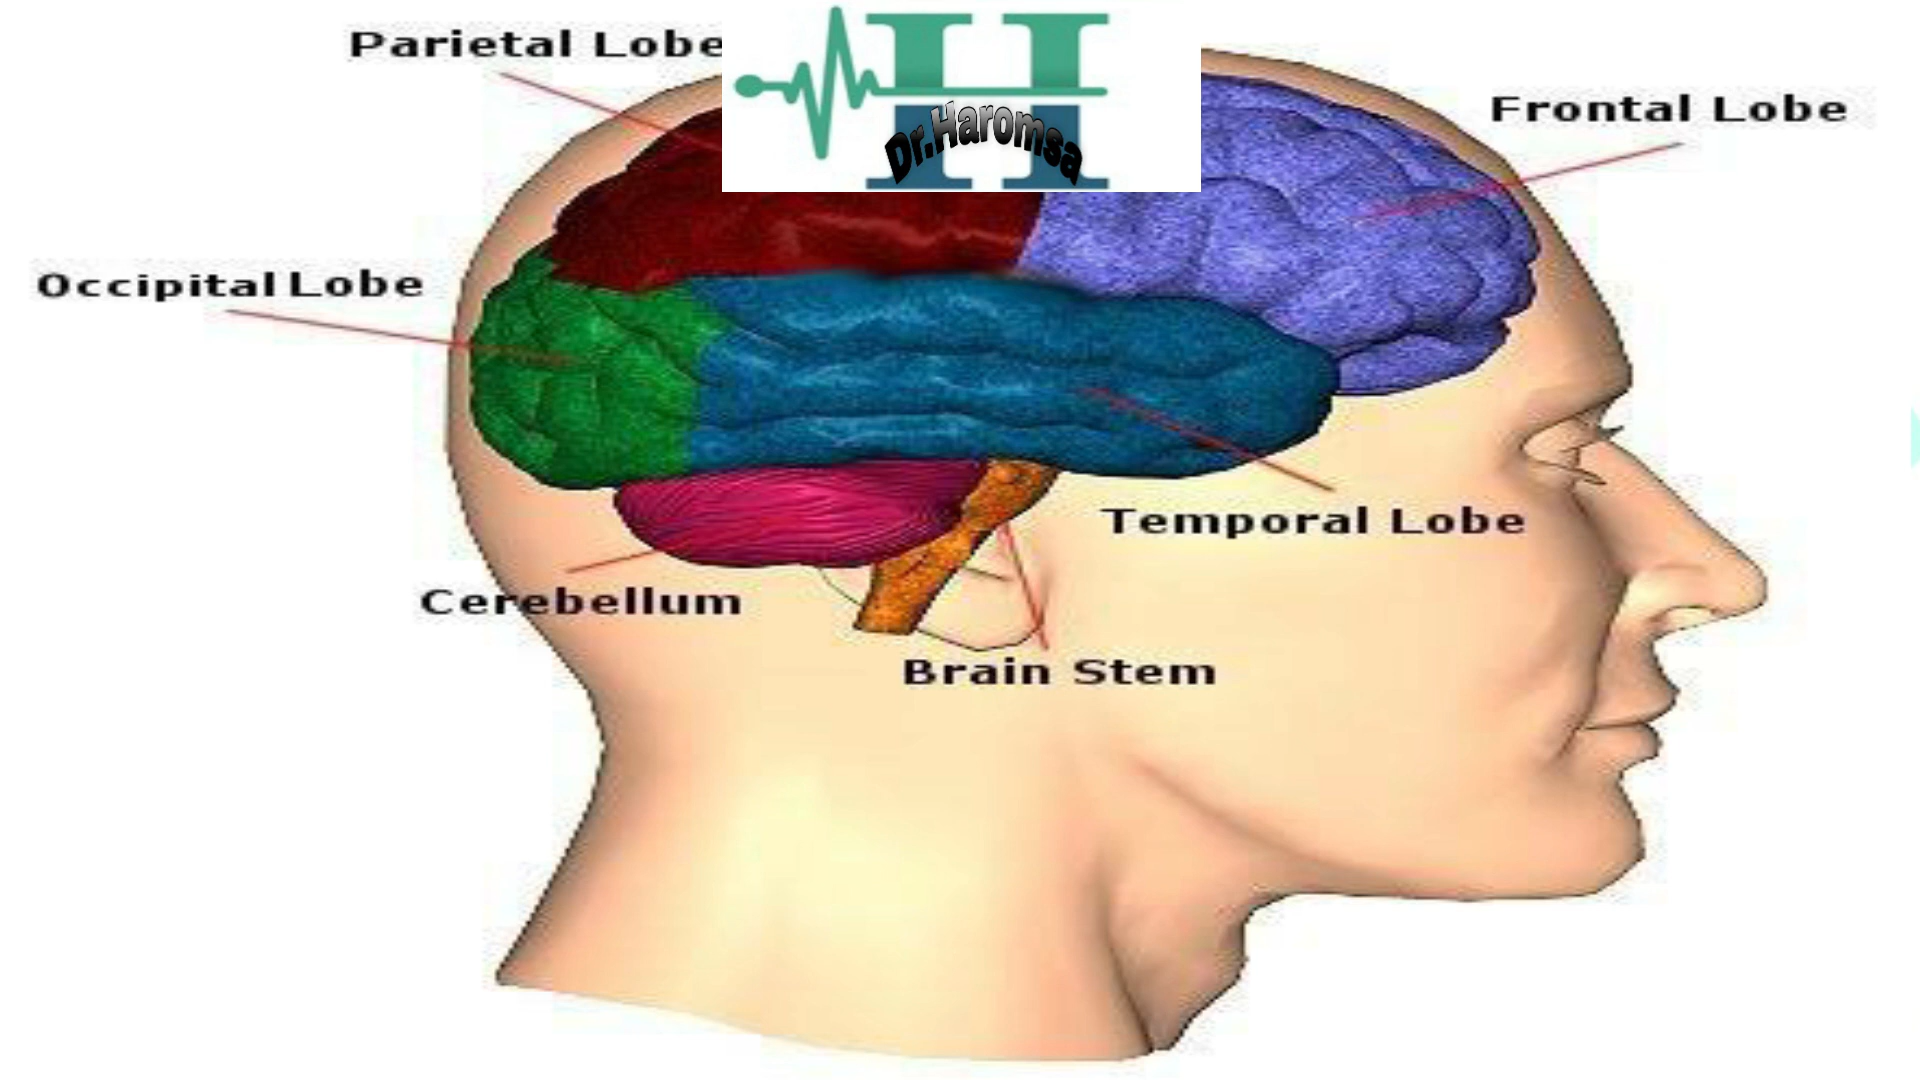 Parietal Lobe
H
Dr.Haromsa
Frontal Lobe
Occipital Lobe
Temporal Lobe
Cerebellum
Brain Stem